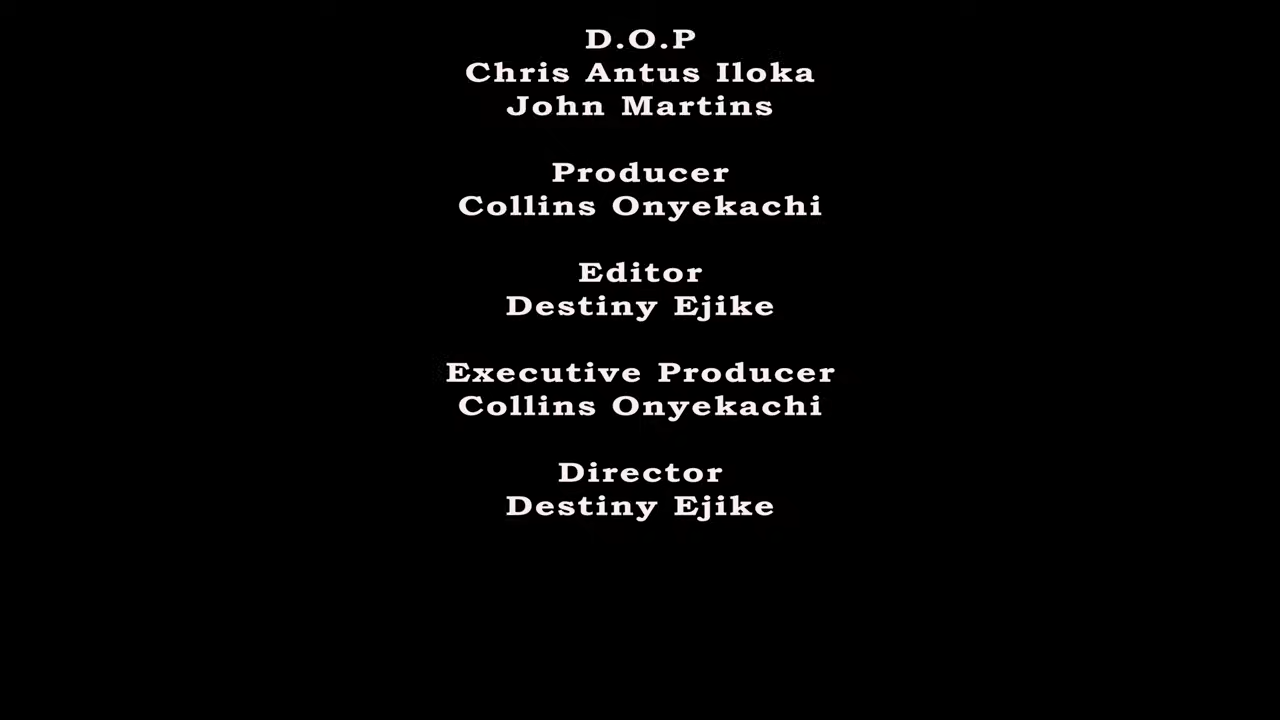 D.O.P
Chris Antus Iloka
John Martins
Producer
Collins Onyekachi
Editor
Destiny Ejike
Executive Producer
Collins Onyekachi
Director
Destiny Ejike